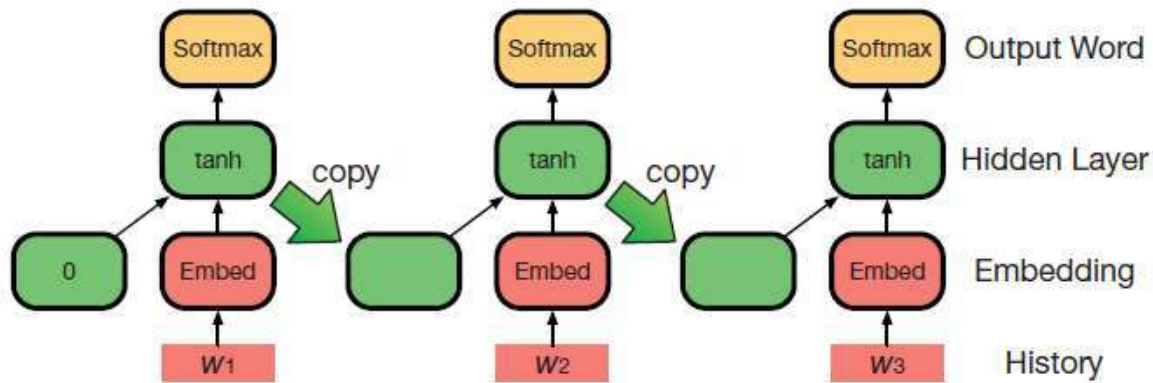 Softmax Softmax Softmax Output Word
tanh tanh tanh Hidden Layer
copy copy
0 Embed Embed Embed Embedding
w1 w2 w3 History